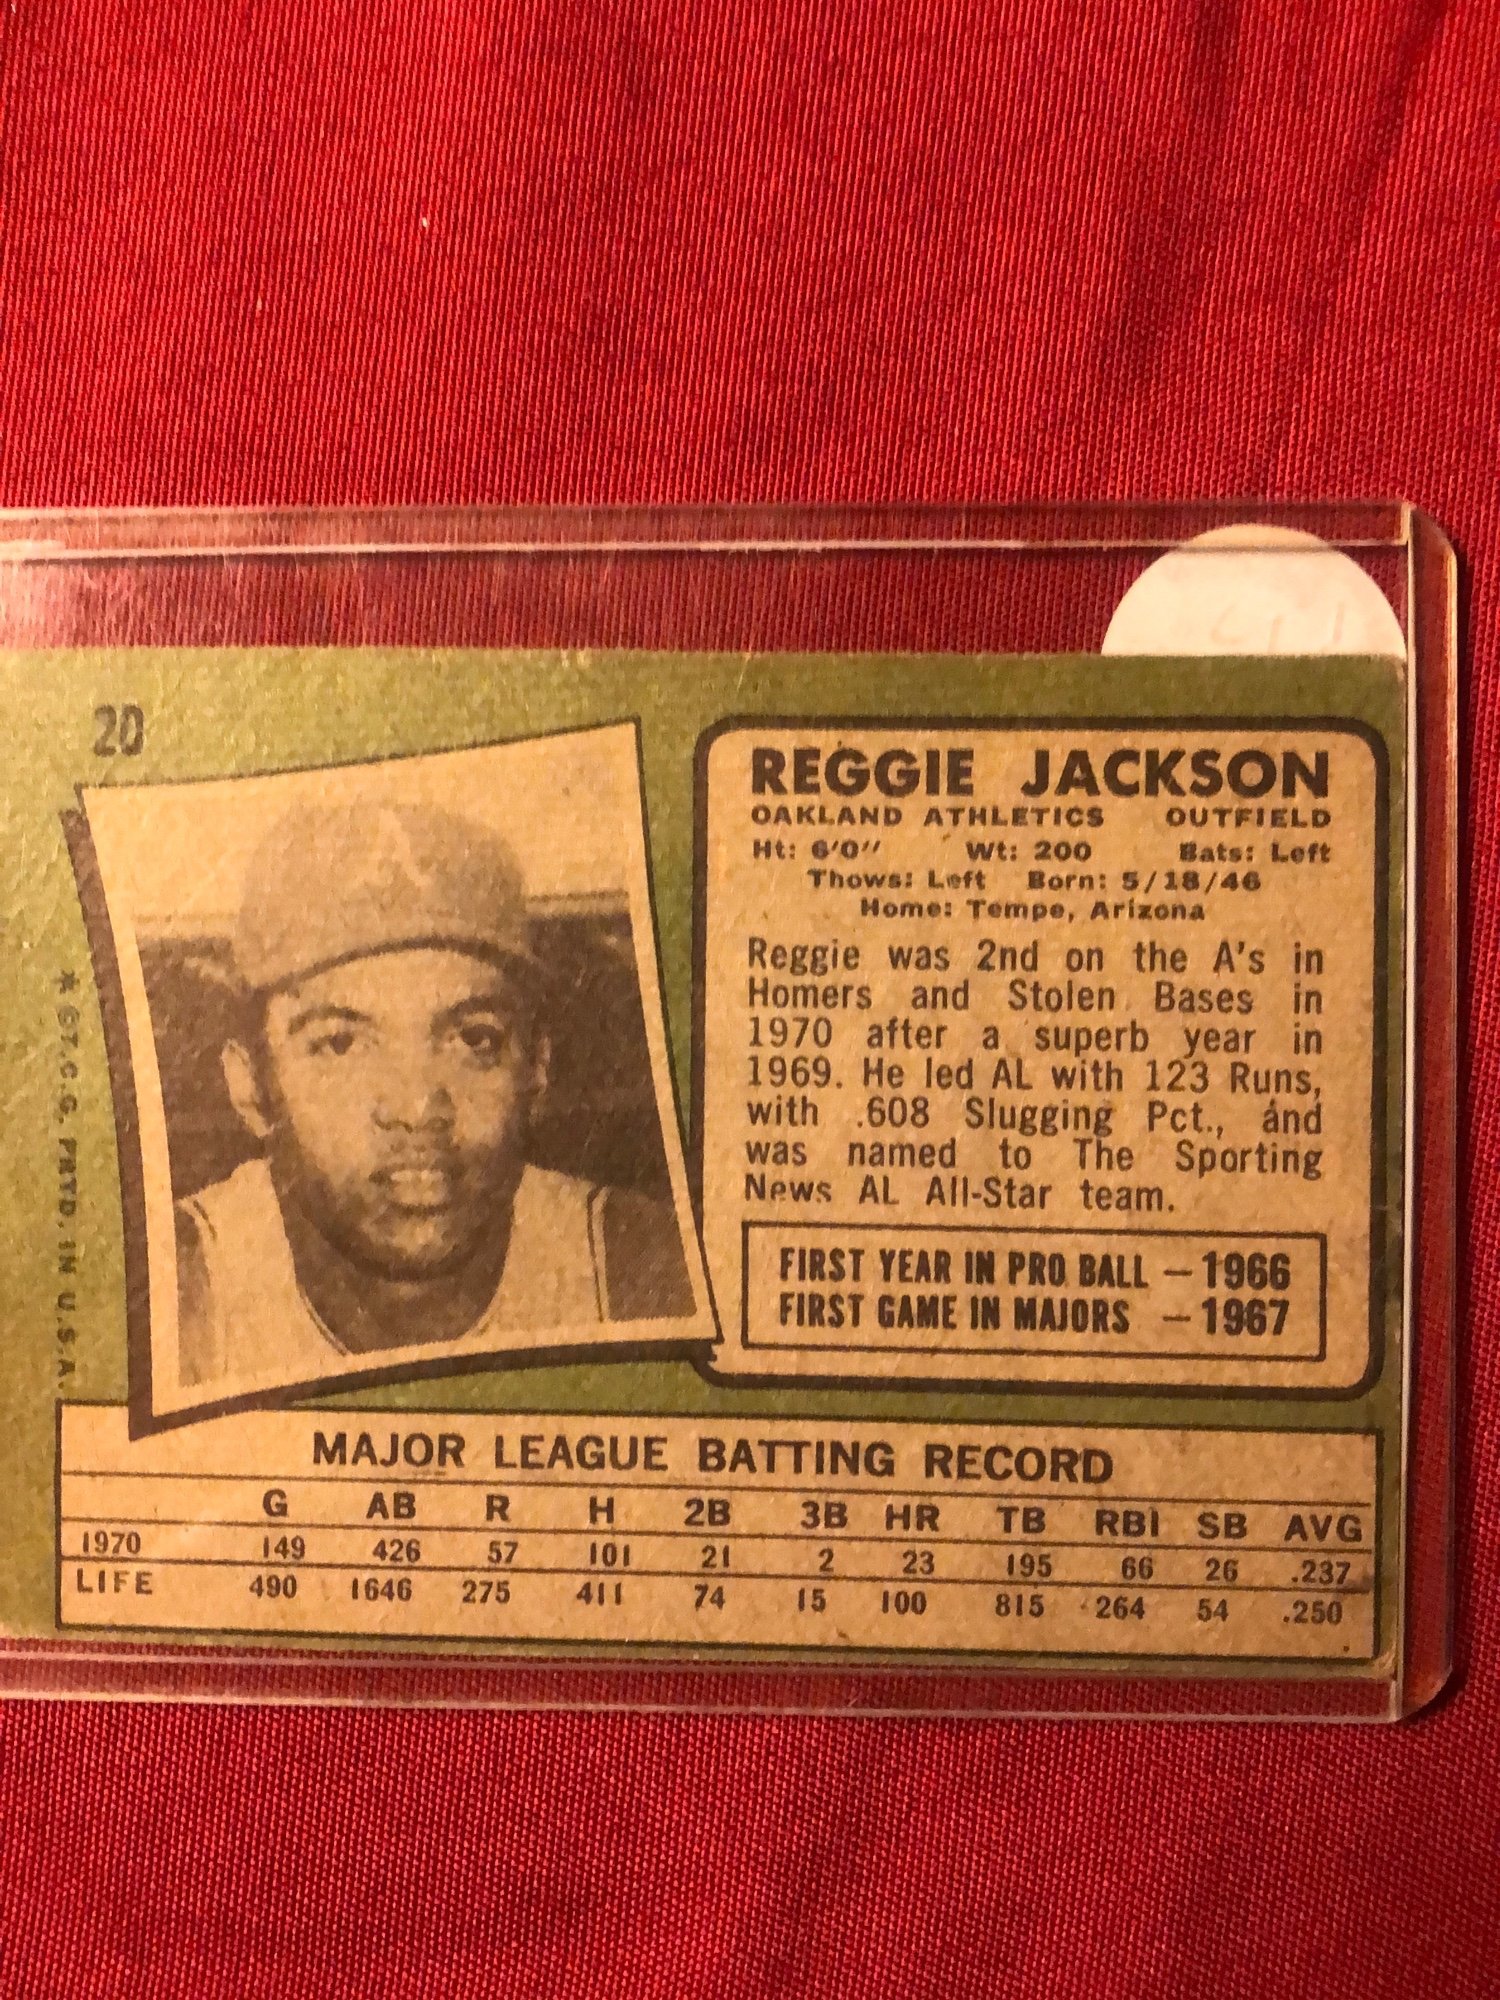 20
REGGIE JACKSON
OAKLAND ATHLETICS OUTFIELD
Ht: 6'0" Wt: 200 Bats: Left
Thows: Left Born: 5/18/46
Home: Tempe, Arizona
Reggie was 2nd on the A's in
Homers and Stolen Bases in
1970 after a superb year in
1969. He led AL with 123 Runs,
with .608 Slugging Pct., and
was named to The Sporting
News AL All-Star team.
FIRST YEAR IN PRO BALL — 1966
FIRST GAME IN MAJORS — 1967
* ©T.C.G. PRTD. IN U.S.A.
MAJOR LEAGUE BATTING RECORD
G AB R H 2B 3B HR TB RBI SB AVG
1970 149 426 57 101 21 2 23 195 66 26 .237
LIFE 490 1646 275 411 74 15 100 815 264 54 .250